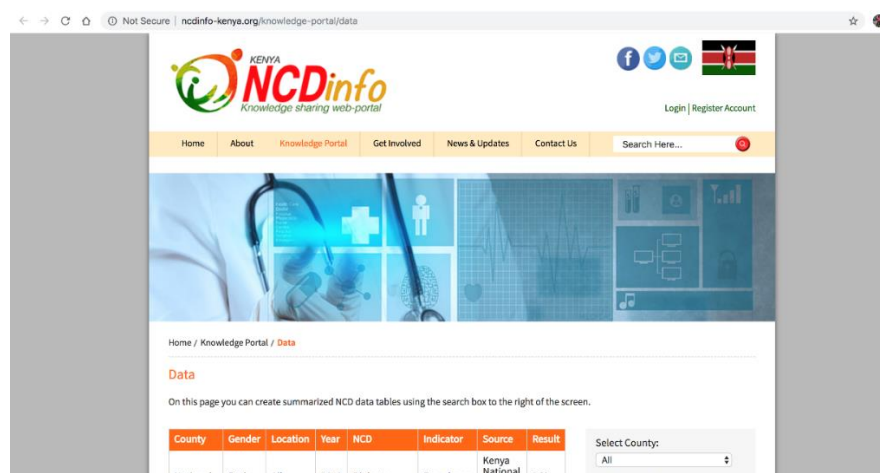 Not Secure | ncdinfo-kenya.org/knowledge-portal/data
KENYA
NCDinfo
Knowledge sharing web-portal
Login | Register Account
Home About Knowledge Portal Get Involved News & Updates Contact Us Search Here...
Home / Knowledge Portal / Data
Data
On this page you can create summarized NCD data tables using the search box to the right of the screen.
County Gender Location Year NCD Indicator Source Result
Select County:
All
Kenya
National